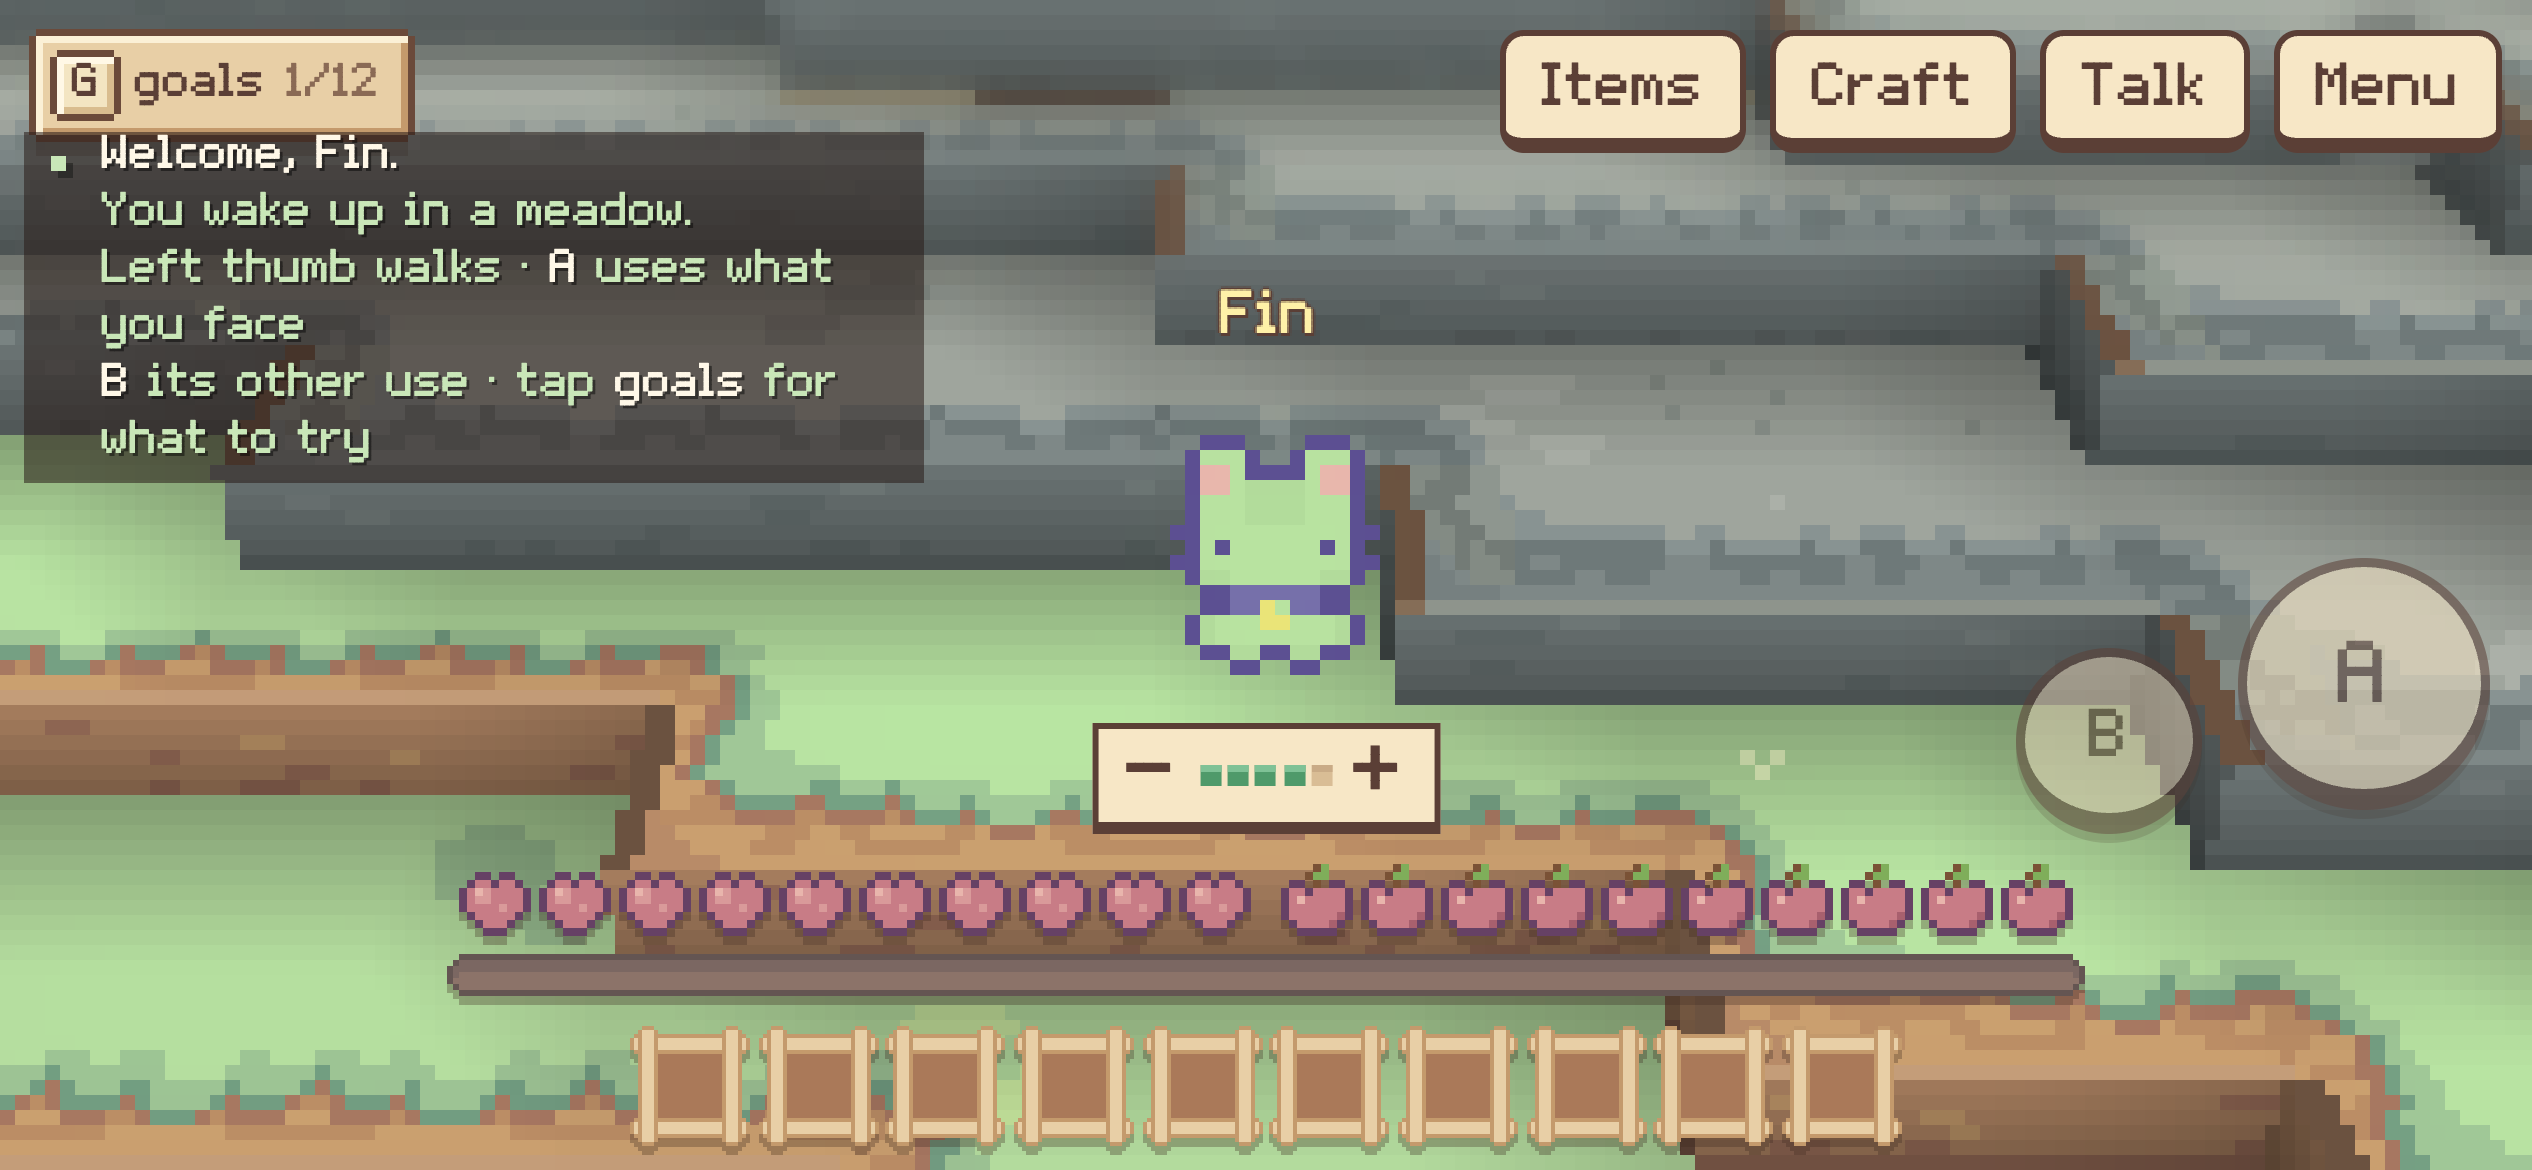 G goals 1/12
Items Craft Talk Menu
Welcome, Fin.
You wake up in a meadow.
Left thumb walks · A uses what
you face
B its other use · tap goals for
what to try
Fin
A
B
− +